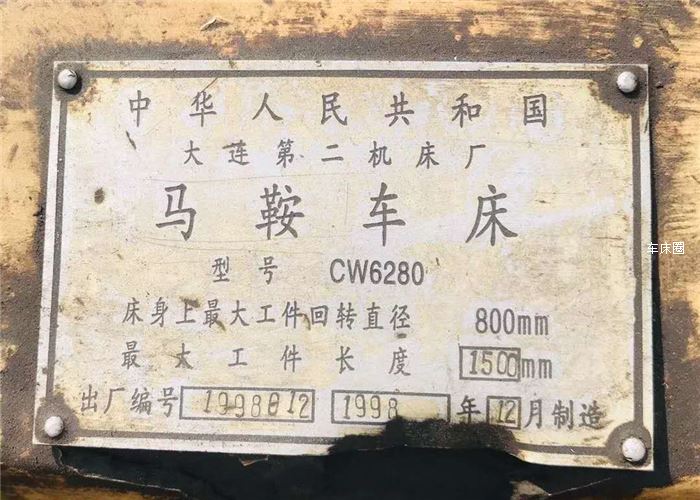 中华人民共和国
大连第二机床厂
马鞍车床
型号 CW6280
床身上最大工件回转直径 800mm
最大工件长度 1500mm
出厂编号 1998012 1998 年 12 月制造
车床圈